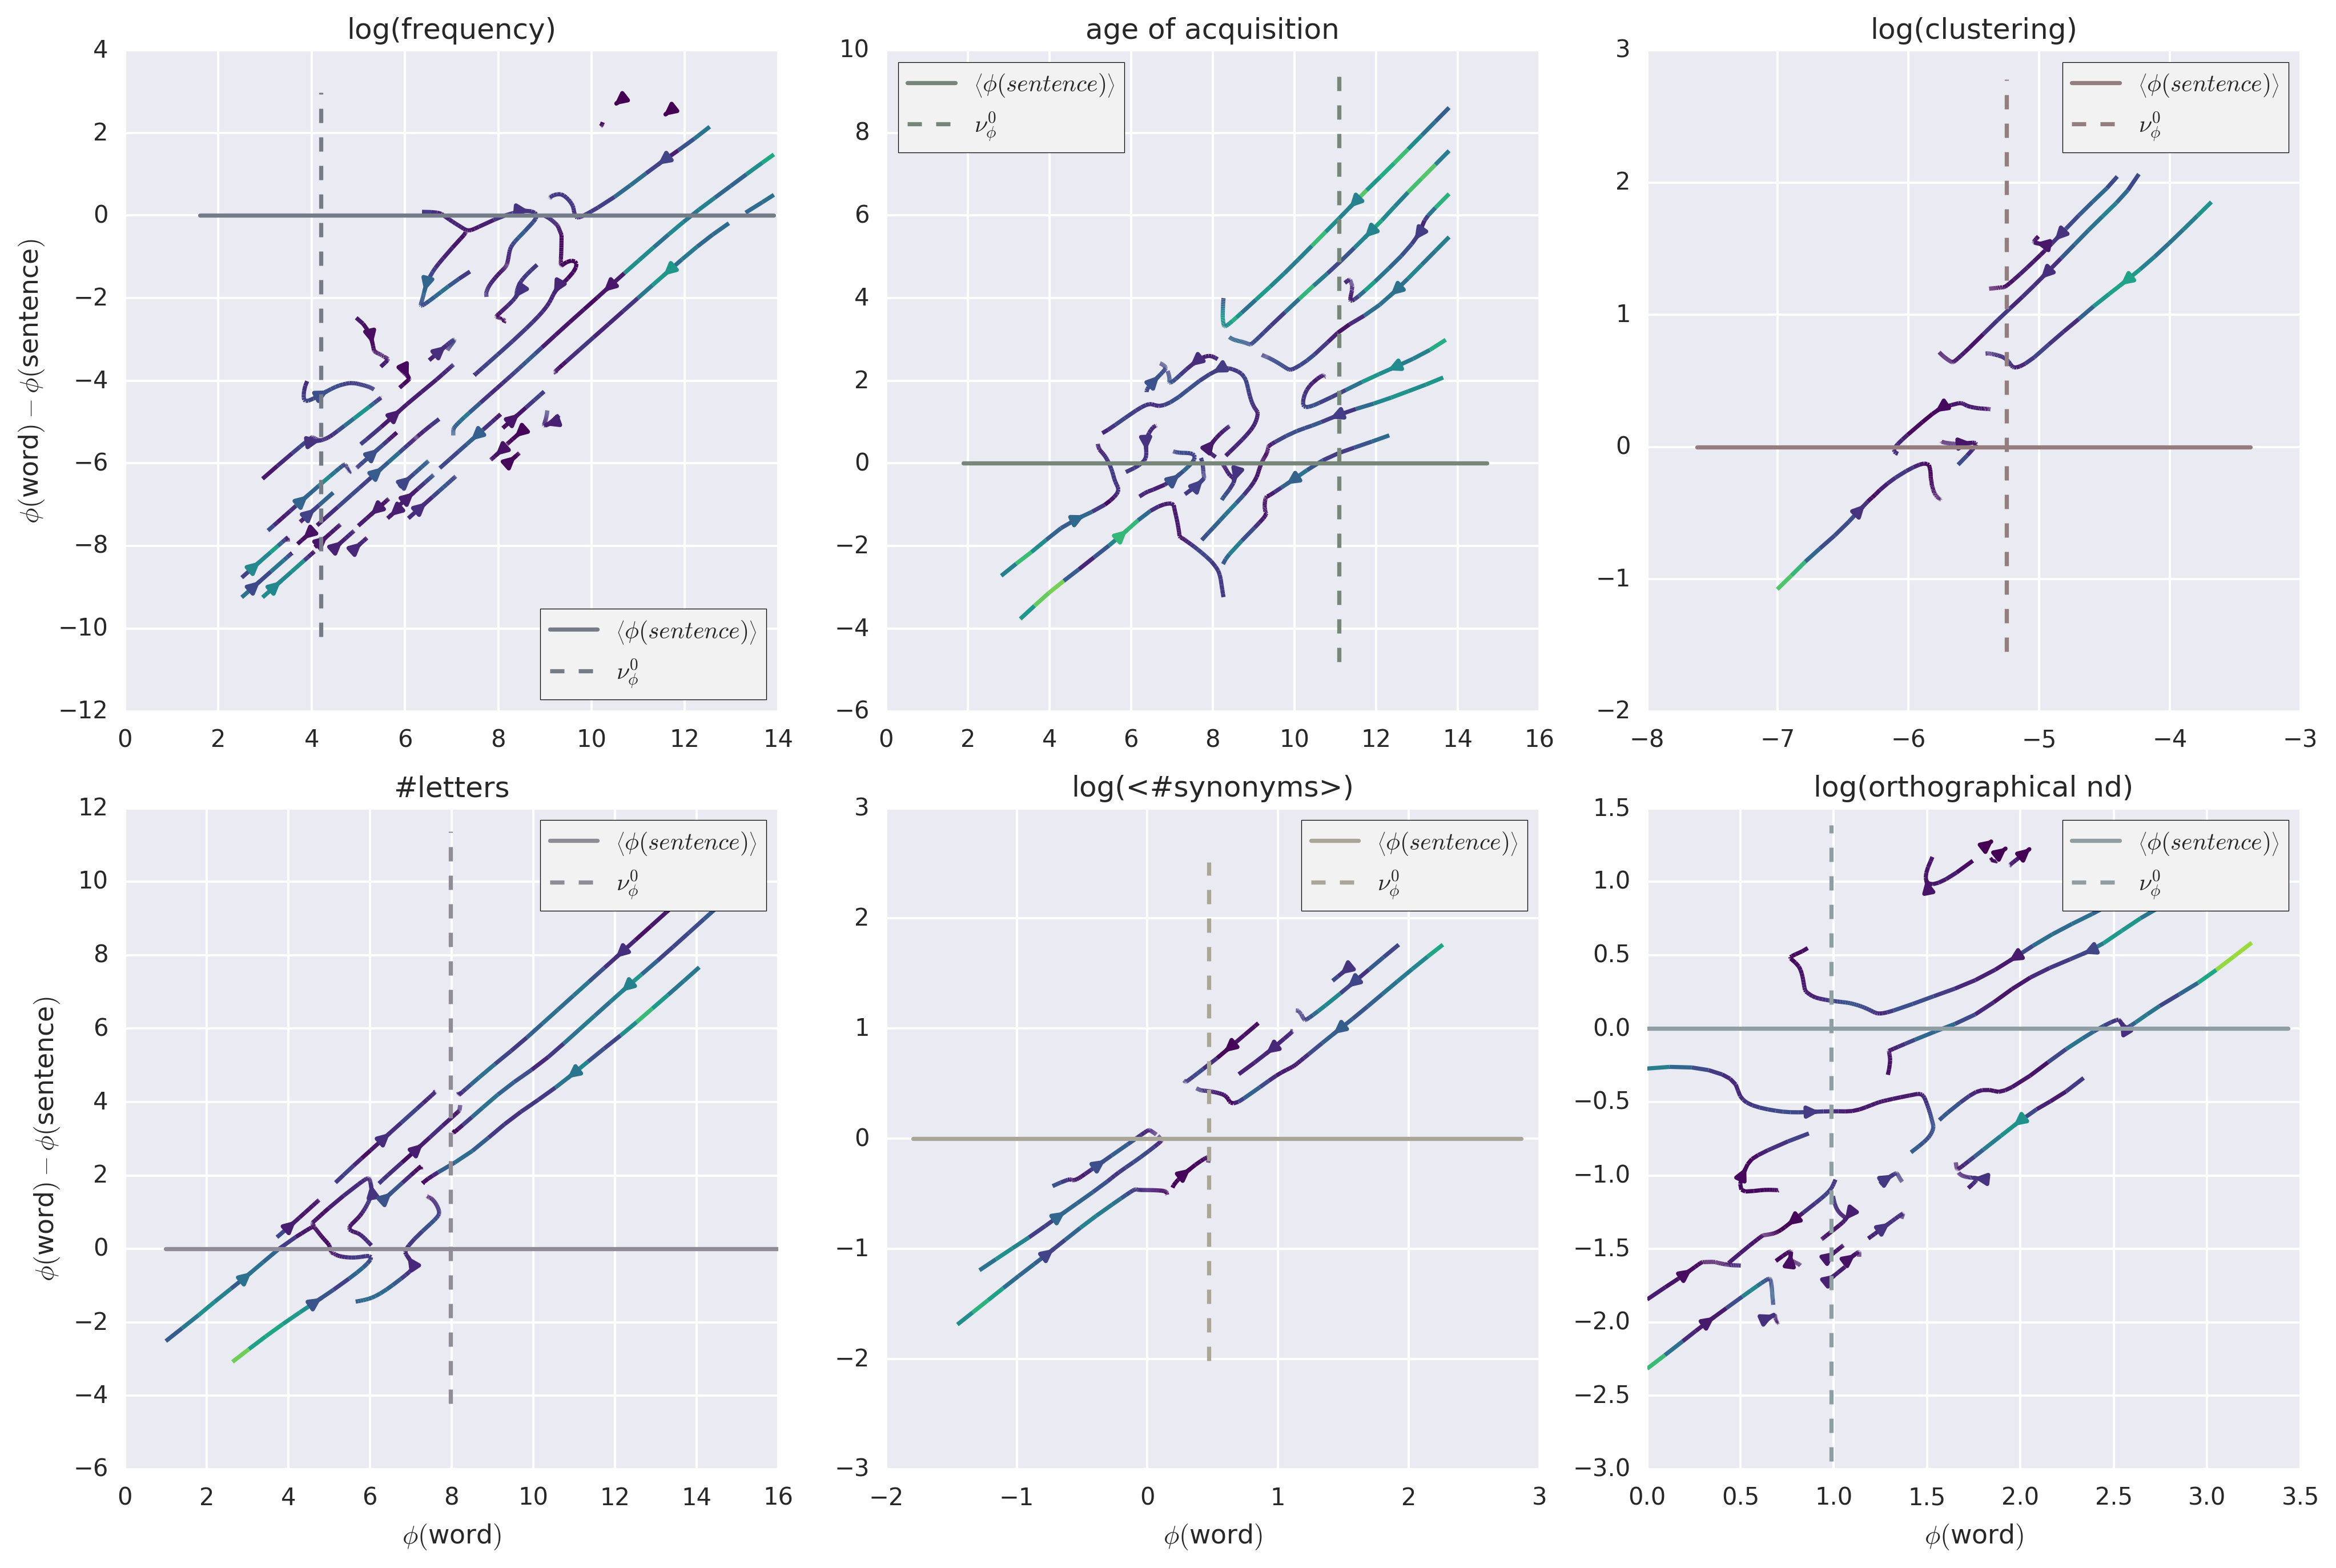 log(frequency)
4
2
0
−2
−4
−6
−8
−10
−12
0 2 4 6 8 10 12 14
ϕ(word) − ϕ(sentence)
⟨ϕ(sentence)⟩
ν⁰ᵩ
age of acquisition
10
8
6
4
2
0
−2
−4
−6
0 2 4 6 8 10 12 14 16
⟨ϕ(sentence)⟩
ν⁰ᵩ
log(clustering)
3
2
1
0
−1
−2
−8 −7 −6 −5 −4 −3
⟨ϕ(sentence)⟩
ν⁰ᵩ
#letters
12
10
8
6
4
2
0
−2
−4
−6
0 2 4 6 8 10 12 14 16
ϕ(word) − ϕ(sentence)
ϕ(word)
⟨ϕ(sentence)⟩
ν⁰ᵩ
log(<#synonyms>)
3
2
1
0
−1
−2
−3
−2 −1 0 1 2 3
ϕ(word)
⟨ϕ(sentence)⟩
ν⁰ᵩ
log(orthographical nd)
1.5
1.0
0.5
0.0
−0.5
−1.0
−1.5
−2.0
−2.5
−3.0
0.0 0.5 1.0 1.5 2.0 2.5 3.0 3.5
ϕ(word)
⟨ϕ(sentence)⟩
ν⁰ᵩ